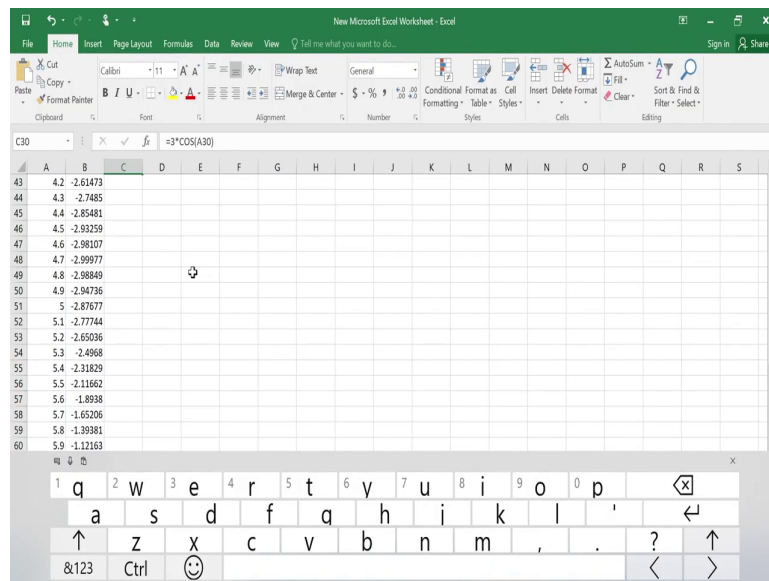 New Microsoft Excel Worksheet - Excel
File Home Insert Page Layout Formulas Data Review View Tell me what you want to do... Sign in Share
Cut Calibri 11 A A Wrap Text General Σ AutoSum
Copy Fill
Paste Format Painter B I U A Merge & Center $ % Conditional Format as Cell Insert Delete Format Clear Sort & Find &
Formatting Table Styles Filter Select
Clipboard Font Alignment Number Styles Cells Editing
C30 fx =3*COS(A30)
A B C D E F G H I J K L M N O P Q R S
43 4.2 -2.61473
44 4.3 -2.7485
45 4.4 -2.85481
46 4.5 -2.93259
47 4.6 -2.98107
48 4.7 -2.99977
49 4.8 -2.98849
50 4.9 -2.94736
51 5 -2.87677
52 5.1 -2.77744
53 5.2 -2.65036
54 5.3 -2.4968
55 5.4 -2.31829
56 5.5 -2.11662
57 5.6 -1.8938
58 5.7 -1.65206
59 5.8 -1.39381
60 5.9 -1.12163
1 q 2 w 3 e 4 r 5 t 6 y 7 u 8 i 9 o 0 p
a s d f g h j k l '
z x c v b n m , . ?
&123 Ctrl